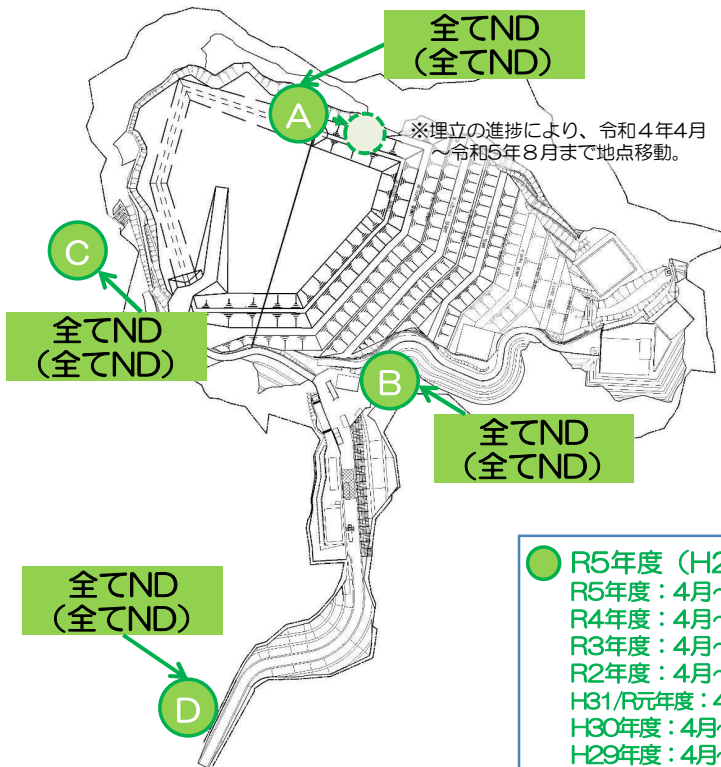 全てND
(全てND)
A
※埋立の進捗により、令和4年4月
~令和5年8月まで地点移動。
C
全てND
(全てND)
B
全てND
(全てND)
全てND
(全てND)
D
R5年度(H2
R5年度:4月~
R4年度:4月~
R3年度:4月~
R2年度:4月~
H31/R元年度:4
H30年度:4月~
H29年度:4月~